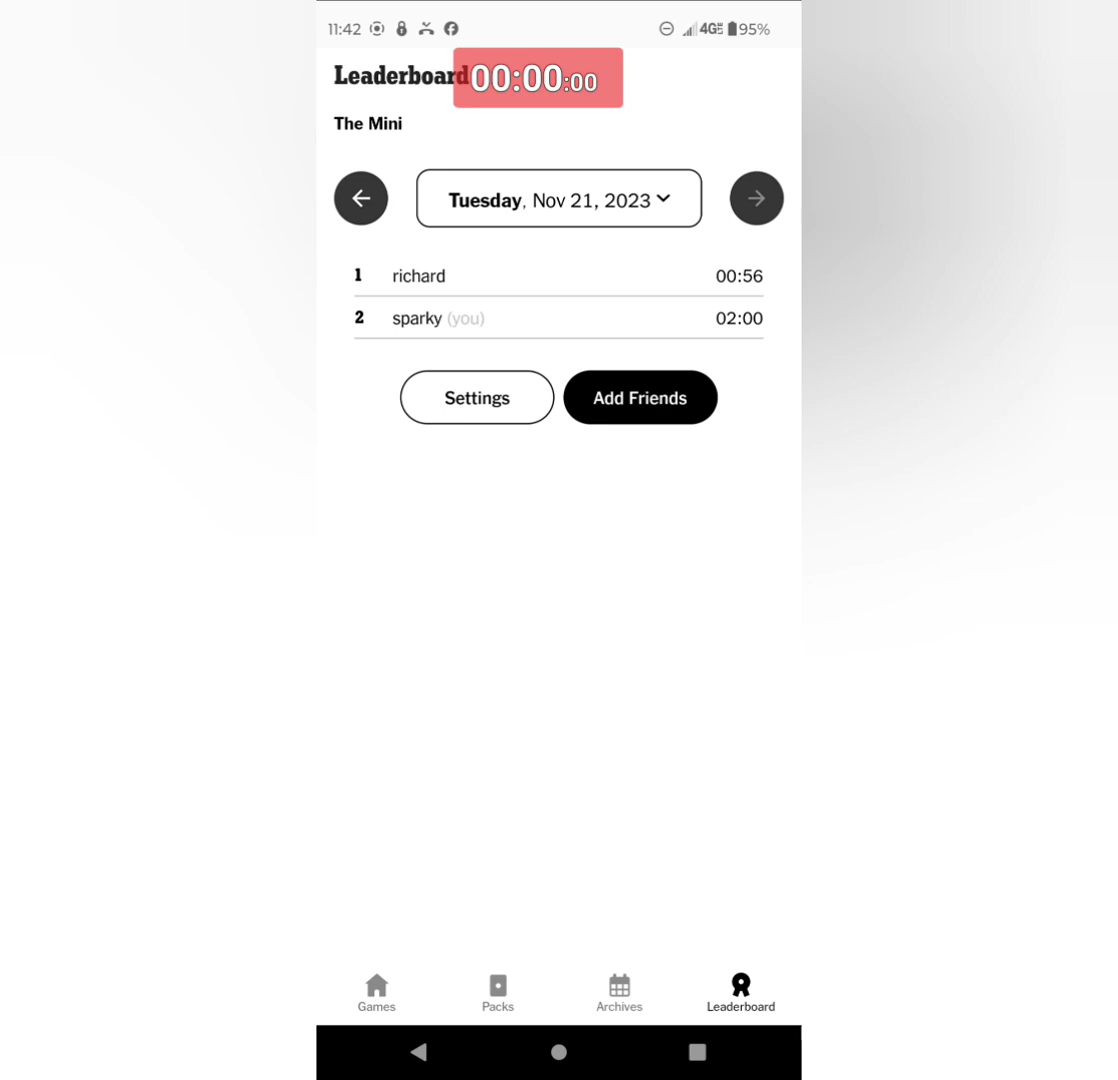 11:42 4G 95%
Leaderboard 00:00:00
The Mini
Tuesday, Nov 21, 2023
1 richard 00:56
2 sparky (you) 02:00
Settings Add Friends
Games Packs Archives Leaderboard